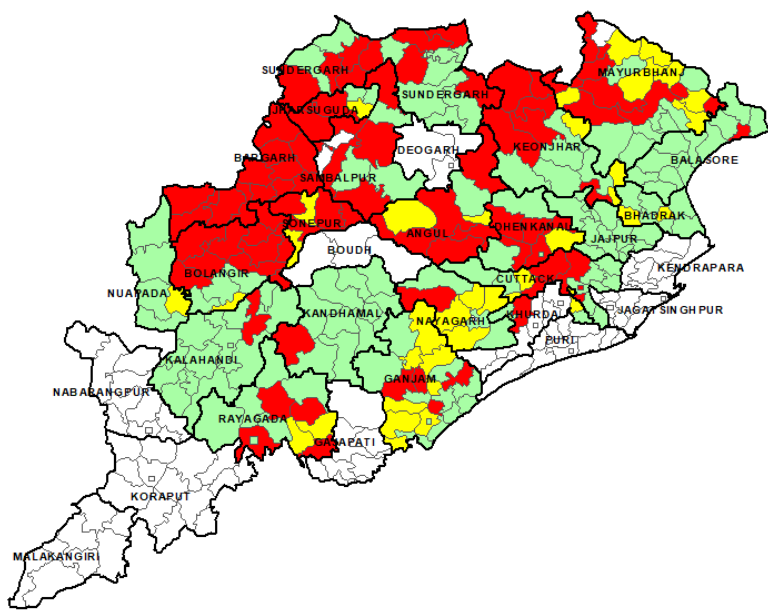 SUNDERGARH
MAYURBHANJ
SUNDERGARH
JHARSUGUDA
KEONJHAR
DEOGARH
BARGARH
BALASORE
SAMBALPUR
SONEPUR
BHADRAK
DHENKANAL
ANGUL
JAJPUR
BOUDH
KENDRAPARA
BOLANGIR
CUTTACK
NUAPADA
KANDHAMAL
KHURDA
JAGATSINGHPUR
NAYAGARH
PURI
KALAHANDI
GANJAM
NABARANGPUR
RAYAGADA
GAJAPATI
KORAPUT
MALAKANGIRI